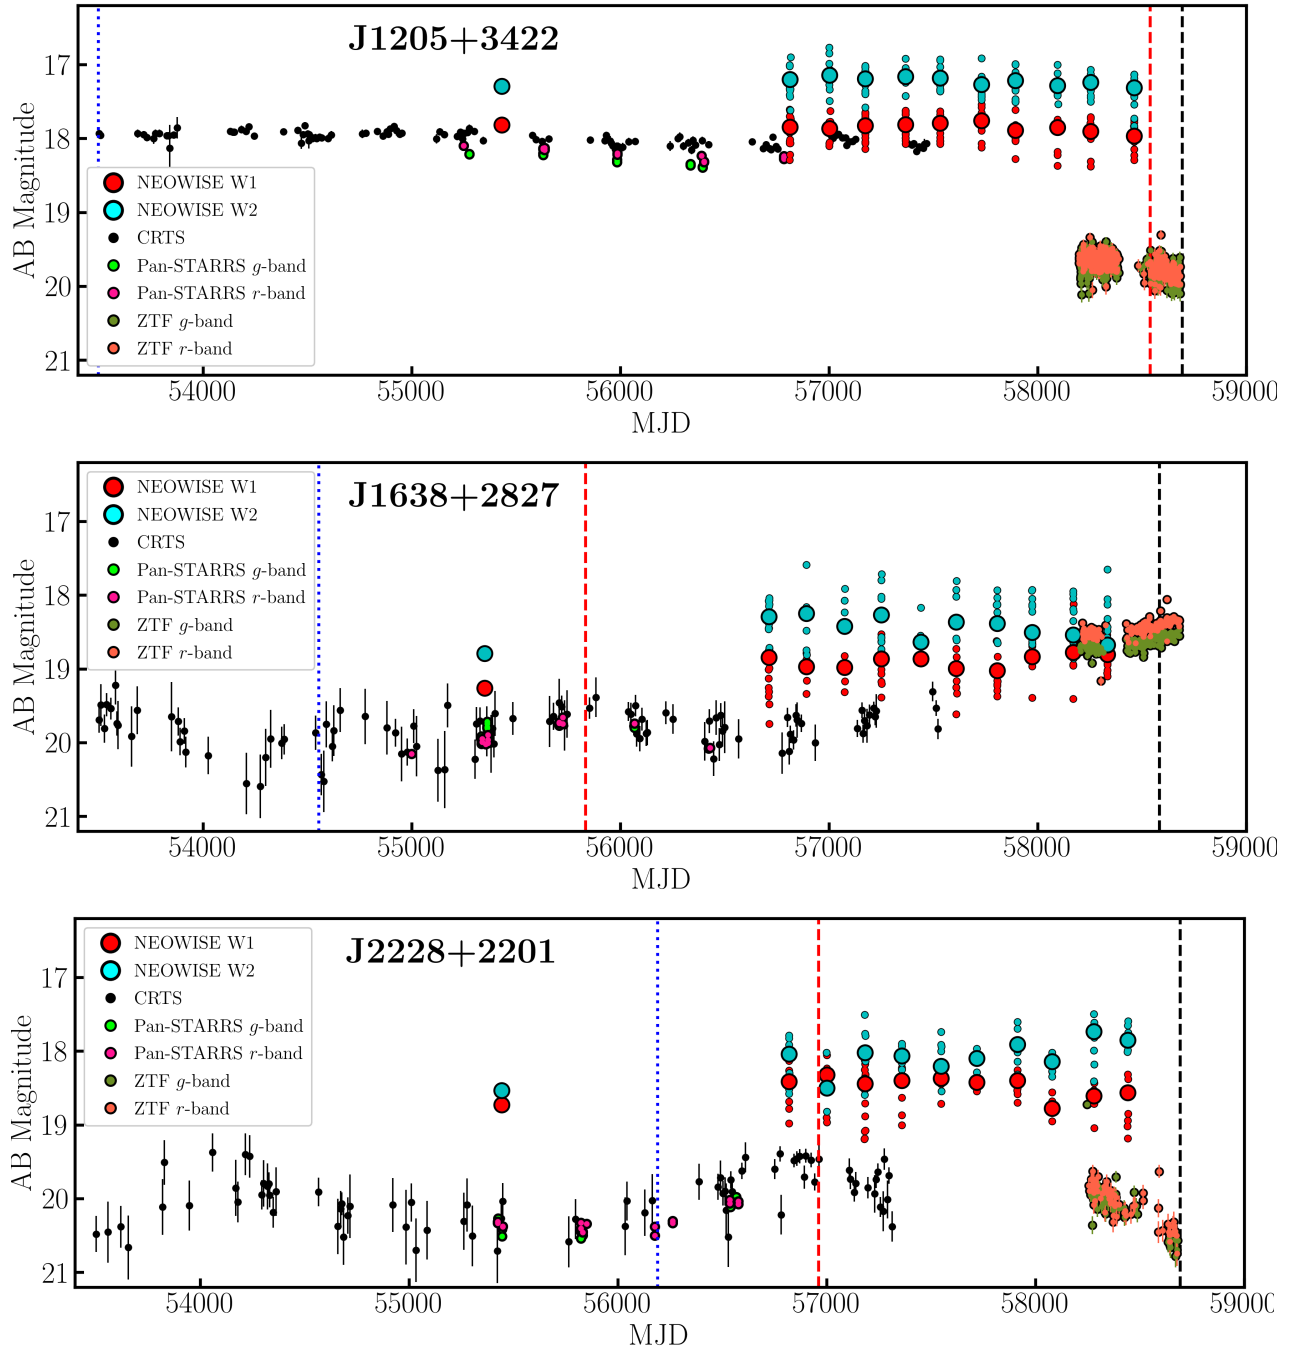 J1205+3422
17
18
19
20
21
AB Magnitude
NEOWISE W1
NEOWISE W2
CRTS
Pan-STARRS g-band
Pan-STARRS r-band
ZTF g-band
ZTF r-band
54000 55000 56000 57000 58000 59000
MJD
J1638+2827
17
18
19
20
21
AB Magnitude
NEOWISE W1
NEOWISE W2
CRTS
Pan-STARRS g-band
Pan-STARRS r-band
ZTF g-band
ZTF r-band
54000 55000 56000 57000 58000 59000
MJD
J2228+2201
17
18
19
20
21
AB Magnitude
NEOWISE W1
NEOWISE W2
CRTS
Pan-STARRS g-band
Pan-STARRS r-band
ZTF g-band
ZTF r-band
54000 55000 56000 57000 58000 59000
MJD